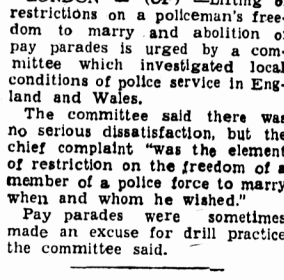 LONDON — (CP) —Lifting of
restrictions on a policeman's free-
dom to marry and abolition o
pay parades is urged by a com-
mittee which investigated local
conditions of police service in Eng-
land and Wales.
The committee said there was
no serious dissatisfaction, but the
chief complaint "was the element
of restriction on the freedom of a
member of a police force to marry
when and whom he wished."
Pay parades were sometimes
made an excuse for drill practice
the committee said.